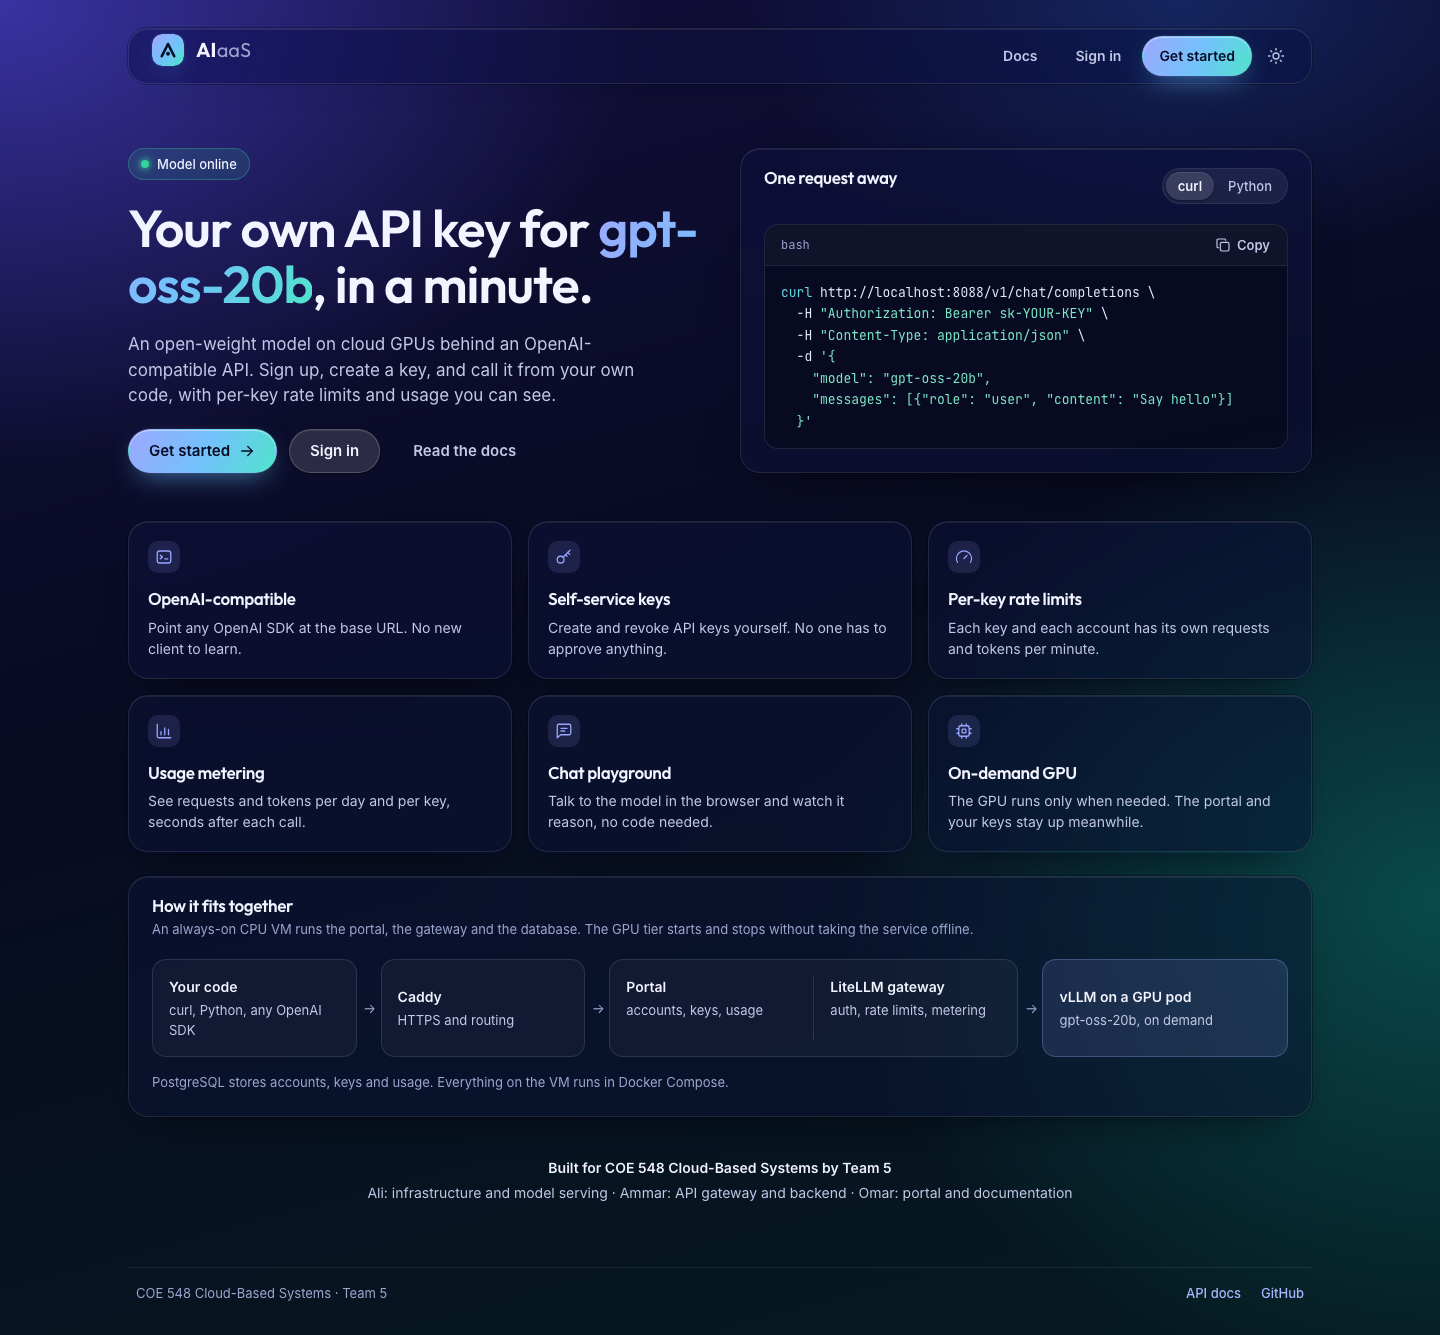 AIaaS
Docs
Sign in
Get started
Model online
Your own API key for gpt-
oss-20b, in a minute.
An open-weight model on cloud GPUs behind an OpenAI-
compatible API. Sign up, create a key, and call it from your own
code, with per-key rate limits and usage you can see.
Get started →
Sign in
Read the docs
One request away
curl
Python
bash
Copy
curl http://localhost:8088/v1/chat/completions \
-H "Authorization: Bearer sk-YOUR-KEY" \
-H "Content-Type: application/json" \
-d '{
"model": "gpt-oss-20b",
"messages": [{"role": "user", "content": "Say hello"}]
}'
OpenAI-compatible
Point any OpenAI SDK at the base URL. No new
client to learn.
Self-service keys
Create and revoke API keys yourself. No one has to
approve anything.
Per-key rate limits
Each key and each account has its own requests
and tokens per minute.
Usage metering
See requests and tokens per day and per key,
seconds after each call.
Chat playground
Talk to the model in the browser and watch it
reason, no code needed.
On-demand GPU
The GPU runs only when needed. The portal and
your keys stay up meanwhile.
How it fits together
An always-on CPU VM runs the portal, the gateway and the database. The GPU tier starts and stops without taking the service offline.
Your code
curl, Python, any OpenAI
SDK
→
Caddy
HTTPS and routing
→
Portal
accounts, keys, usage
LiteLLM gateway
auth, rate limits, metering
→
vLLM on a GPU pod
gpt-oss-20b, on demand
PostgreSQL stores accounts, keys and usage. Everything on the VM runs in Docker Compose.
Built for COE 548 Cloud-Based Systems by Team 5
Ali: infrastructure and model serving · Ammar: API gateway and backend · Omar: portal and documentation
COE 548 Cloud-Based Systems · Team 5
API docs
GitHub